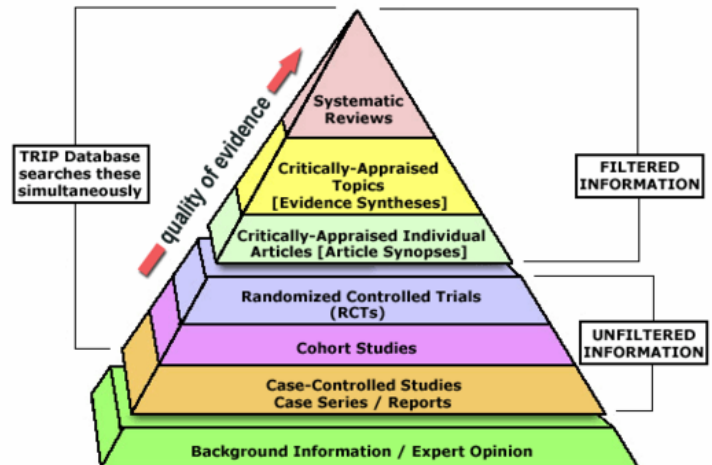 Systematic
Reviews
TRIP Database
searches these
simultaneously
quality of evidence
Critically-Appraised
Topics
[Evidence Syntheses]
FILTERED
INFORMATION
Critically-Appraised Individual
Articles [Article Synopses]
Randomized Controlled Trials
(RCTs)
UNFILTERED
INFORMATION
Cohort Studies
Case-Controlled Studies
Case Series / Reports
Background Information / Expert Opinion